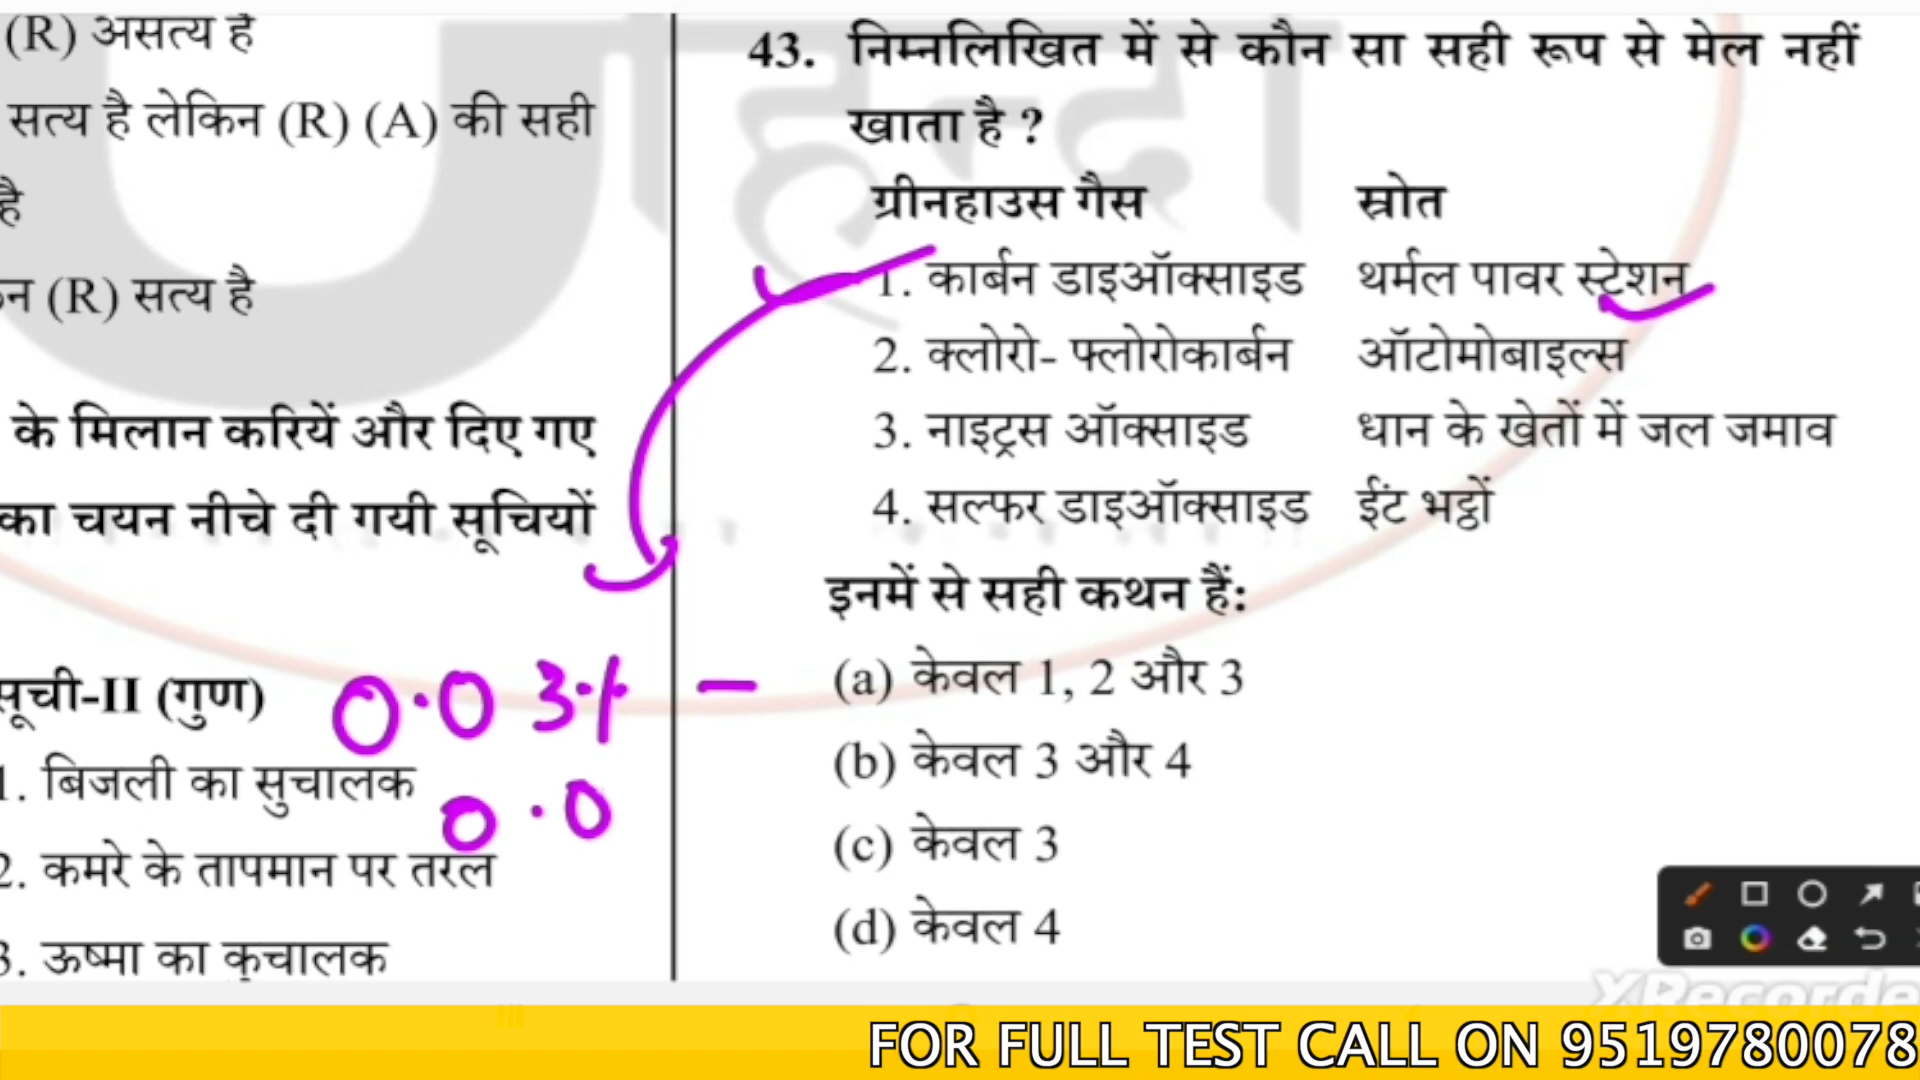 (R) असत्य है
सत्य है लेकिन (R) (A) की सही
है
न (R) सत्य है
के मिलान करियें और दिए गए
का चयन नीचे दी गयी सूचियों
सूची-II (गुण)
0.03% -
1. बिजली का सुचालक
0.0
2. कमरे के तापमान पर तरल
3. ऊष्मा का कुचालक
43. निम्नलिखित में से कौन सा सही रूप से मेल नहीं
खाता है ?
ग्रीनहाउस गैस स्रोत
1. कार्बन डाइऑक्साइड थर्मल पावर स्टेशन
2. क्लोरो- फ्लोरोकार्बन ऑटोमोबाइल्स
3. नाइट्रस ऑक्साइड धान के खेतों में जल जमाव
4. सल्फर डाइऑक्साइड ईंट भट्ठों
इनमें से सही कथन हैं:
(a) केवल 1, 2 और 3
(b) केवल 3 और 4
(c) केवल 3
(d) केवल 4
FOR FULL TEST CALL ON 9519780078